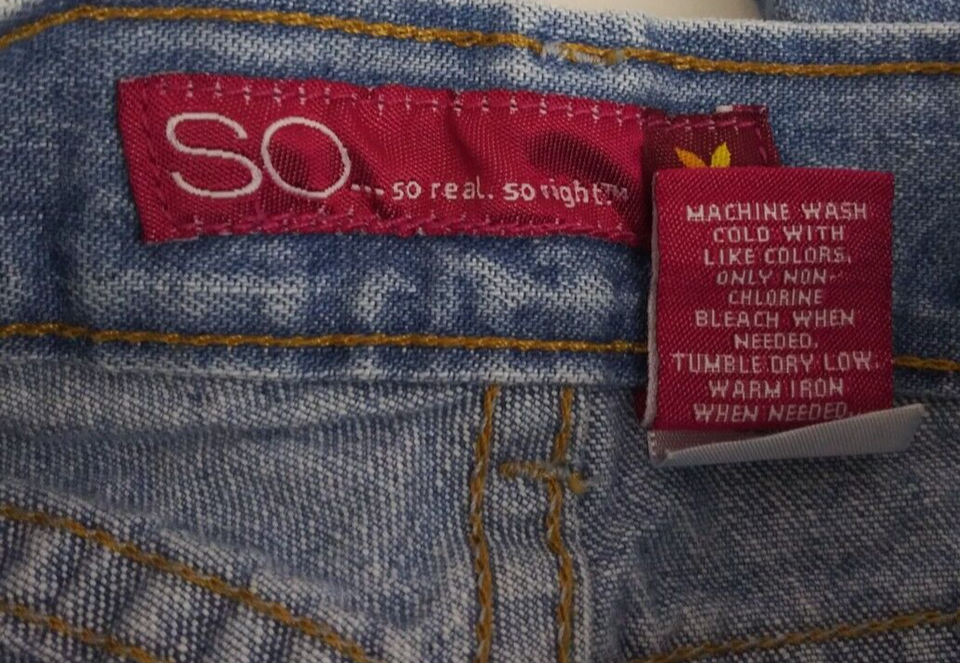 SO... so real. so right.™
MACHINE WASH
COLD WITH
LIKE COLORS.
ONLY NON-
CHLORINE
BLEACH WHEN
NEEDED.
TUMBLE DRY LOW.
WARM IRON
WHEN NEEDED.